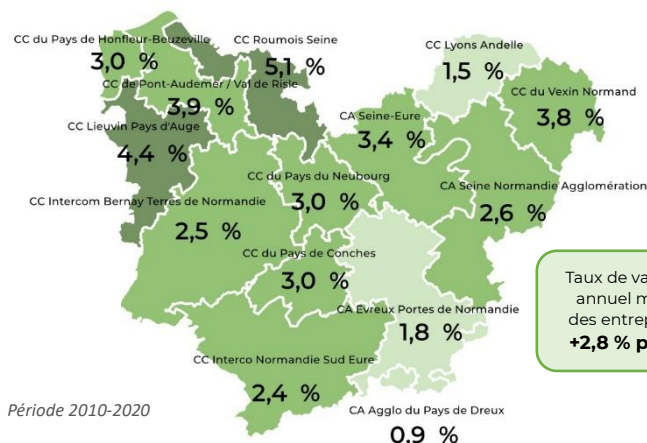 CC du Pays de Honfleur-Beuzeville
3,0 %
CC Roumois Seine
5,1 %
CC Lyons Andelle
1,5 %
CC de Pont-Audemer / Val de Risle
3,9 %
CC du Vexin Normand
3,8 %
CA Seine-Eure
3,4 %
CC Lieuvin Pays d'Auge
4,4 %
CC du Pays du Neubourg
3,0 %
CA Seine Normandie Agglomération
2,6 %
CC Intercom Bernay Terres de Normandie
2,5 %
CC du Pays de Conches
3,0 %
CA Evreux Portes de Normandie
1,8 %
Taux de va
annuel m
des entrep
+2,8 % p
CC Interco Normandie Sud Eure
2,4 %
Période 2010-2020
CA Agglo du Pays de Dreux
0,9 %